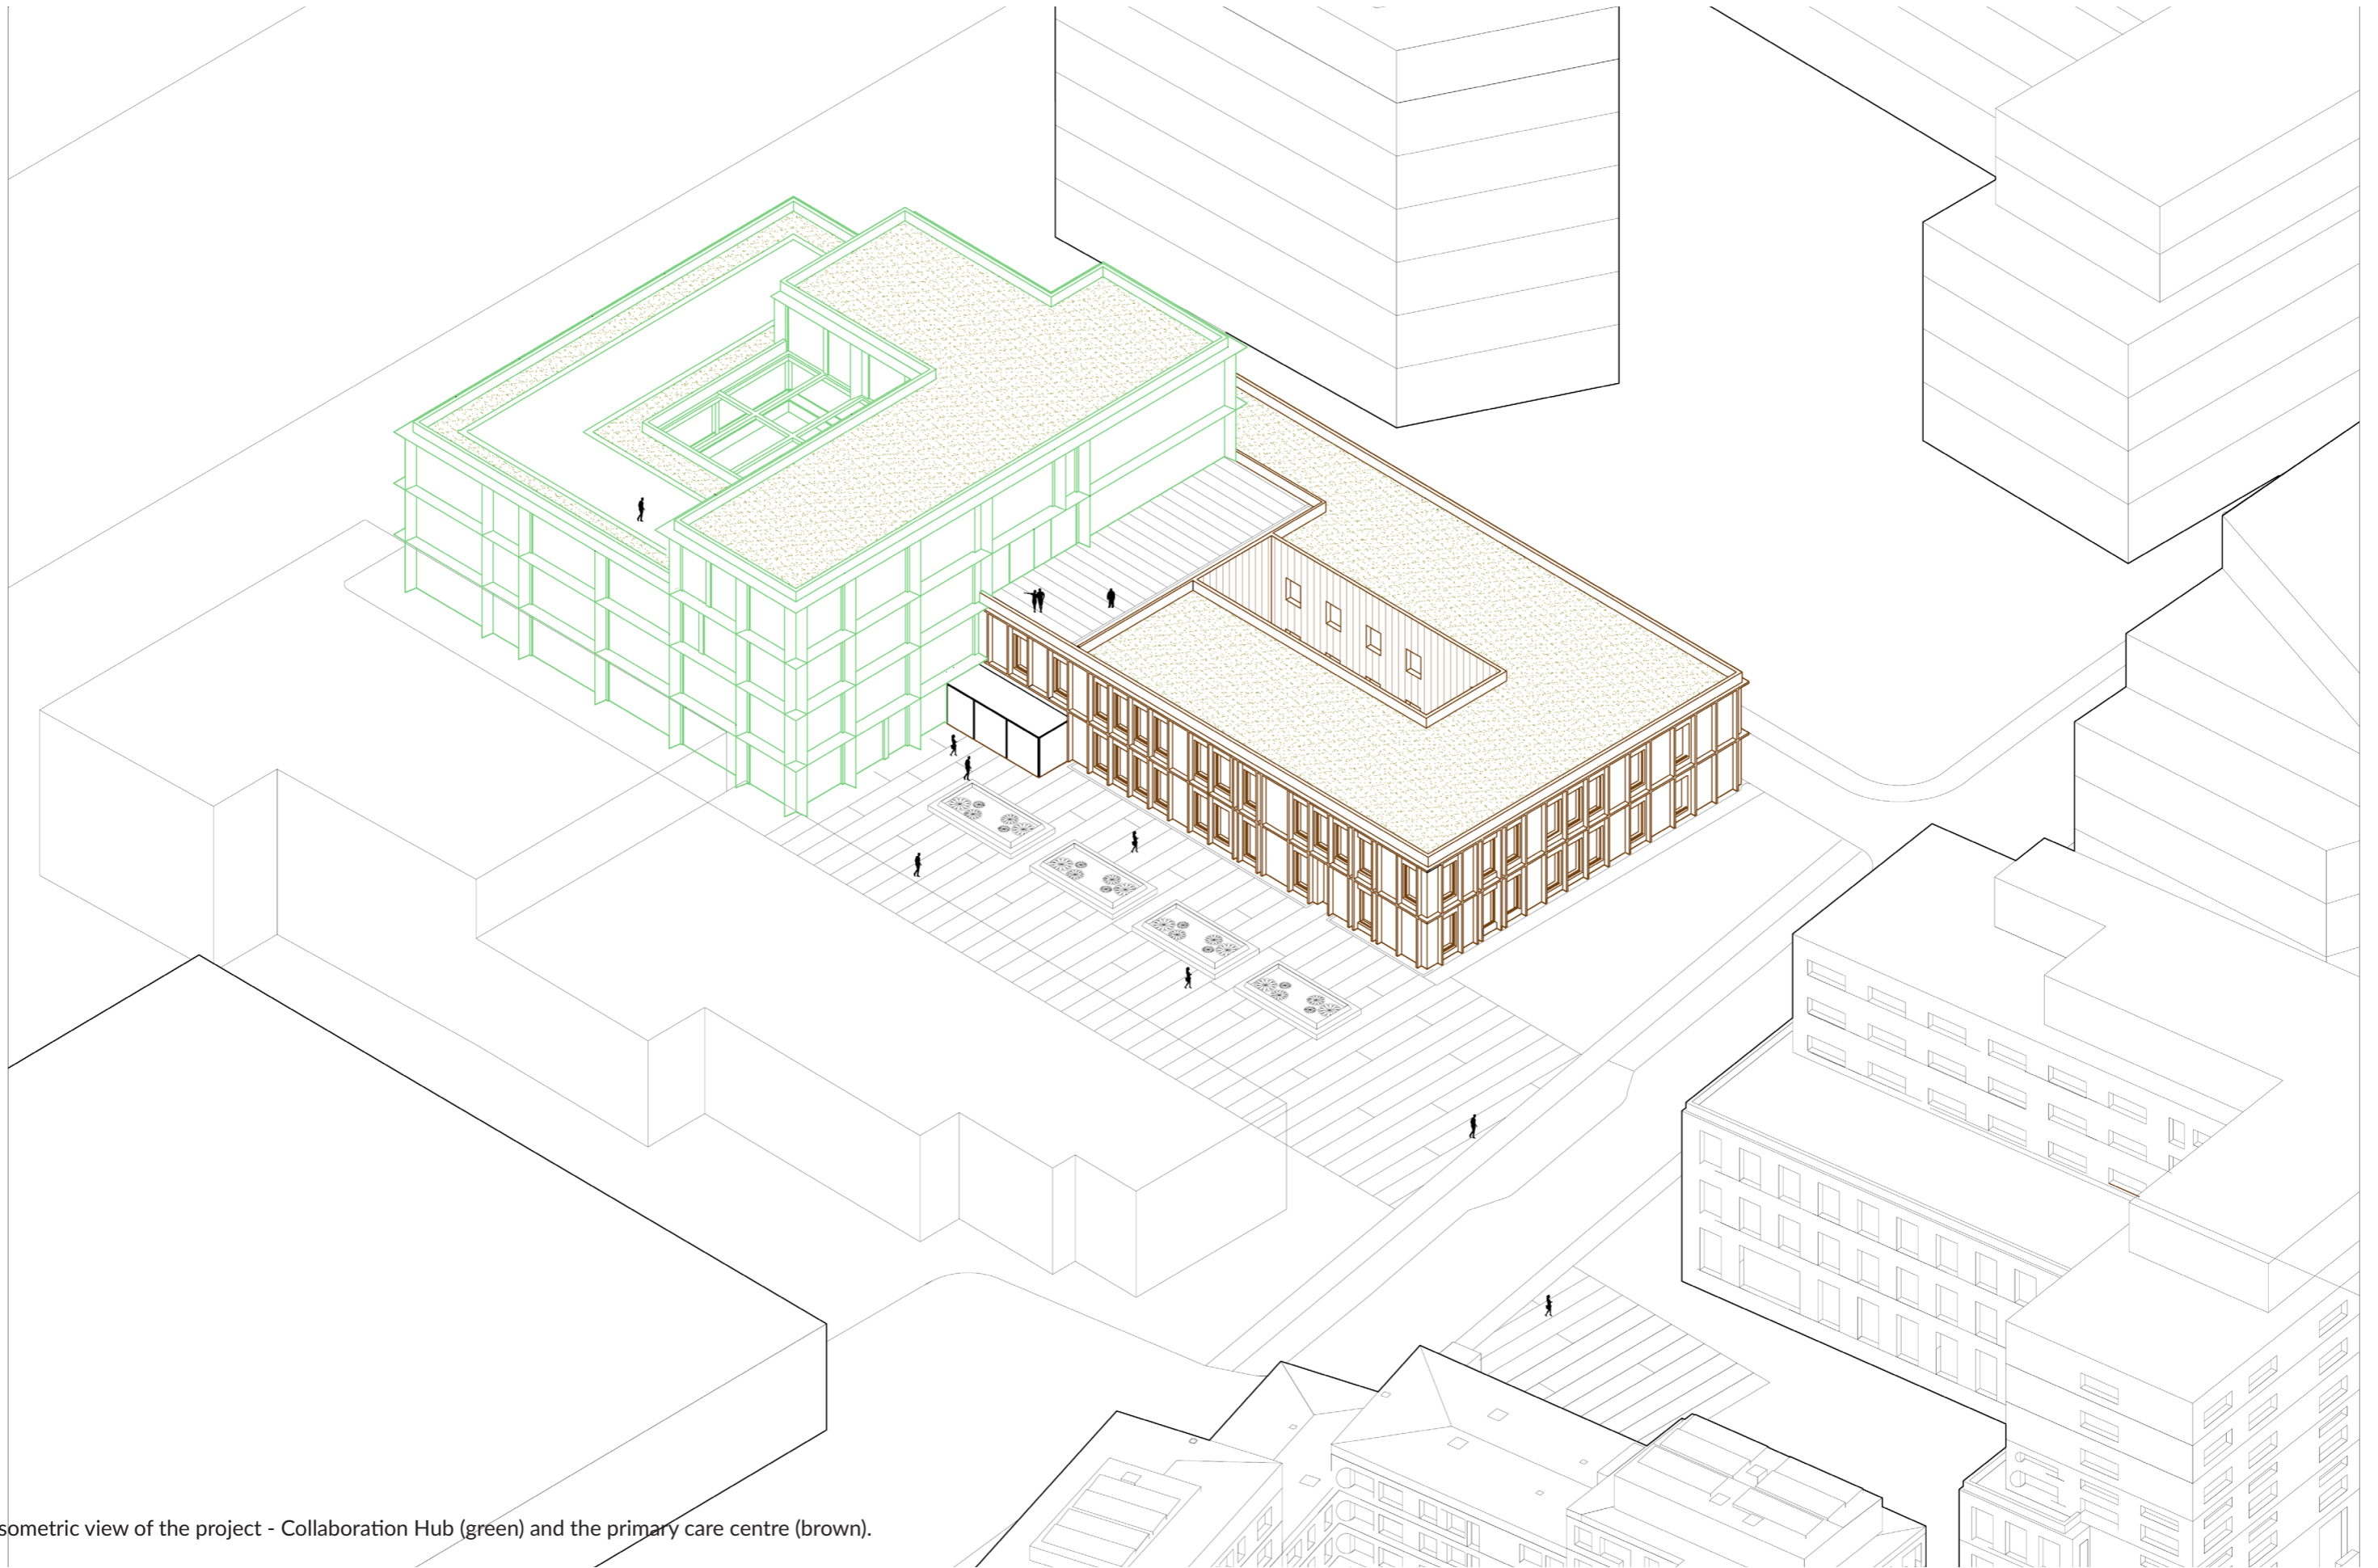 sometric view of the project - Collaboration Hub (green) and the primary care centre (brown).